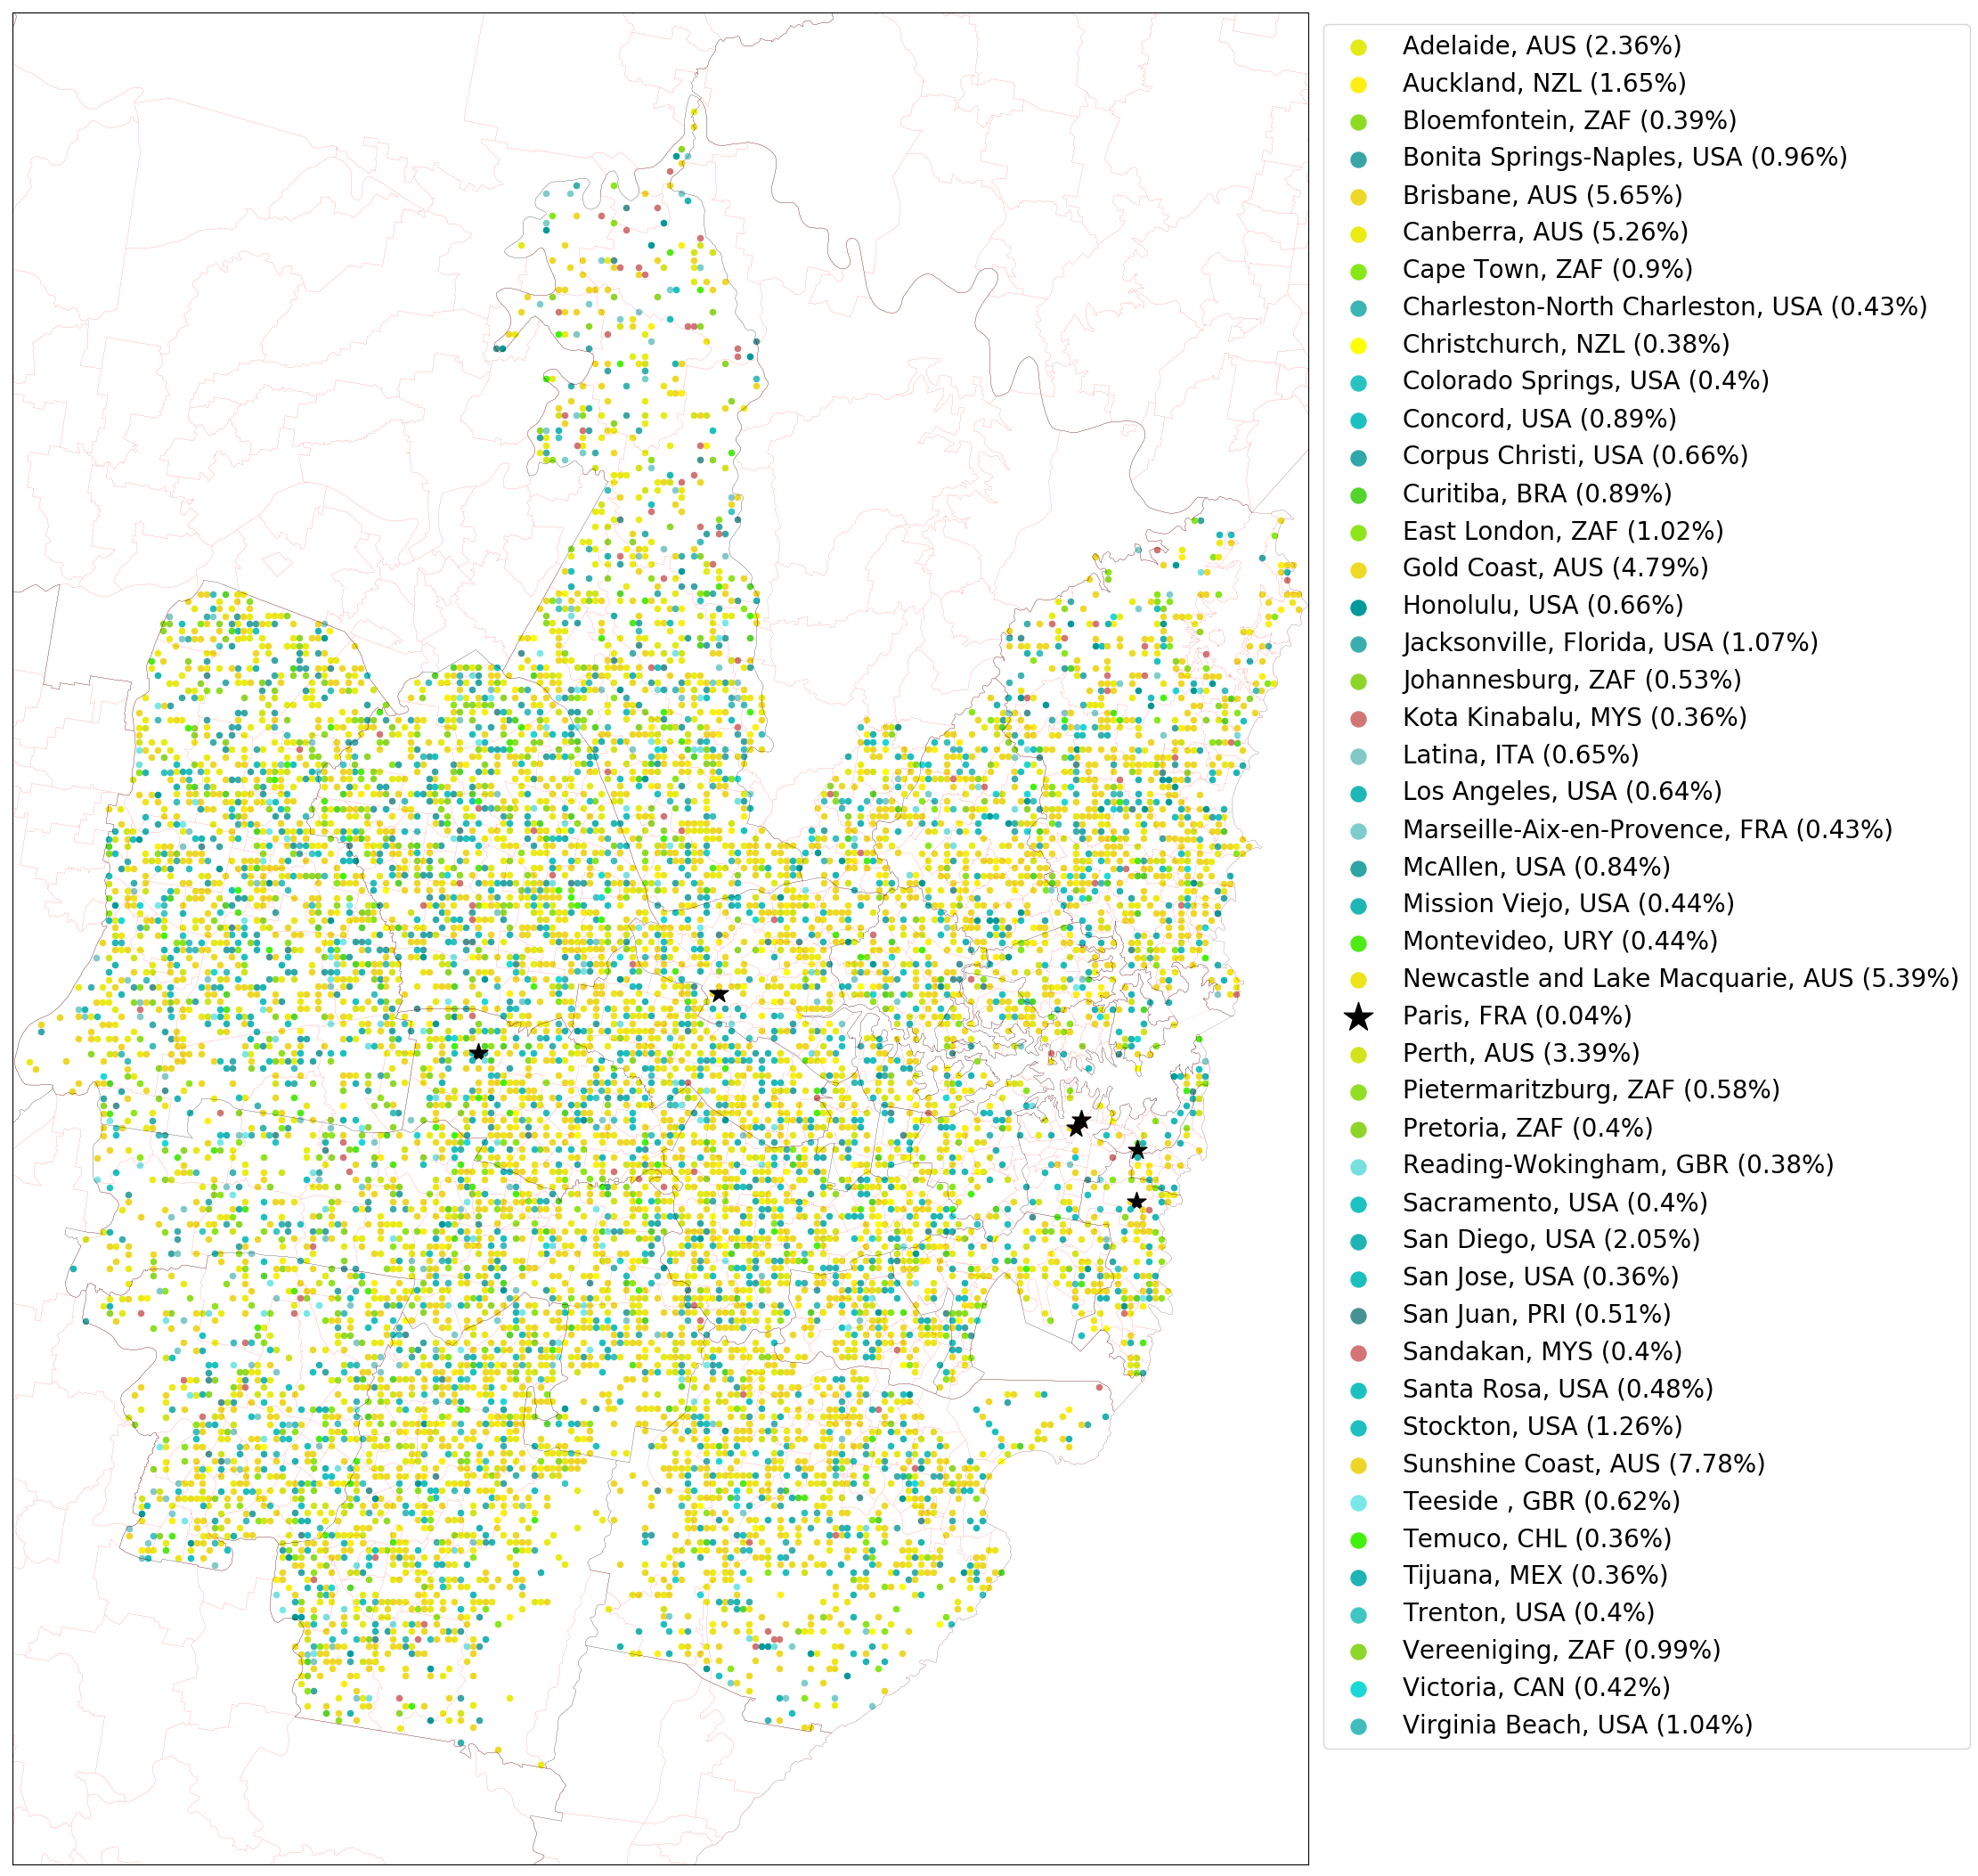 Adelaide, AUS (2.36%)
Auckland, NZL (1.65%)
Bloemfontein, ZAF (0.39%)
Bonita Springs-Naples, USA (0.96%)
Brisbane, AUS (5.65%)
Canberra, AUS (5.26%)
Cape Town, ZAF (0.9%)
Charleston-North Charleston, USA (0.43%)
Christchurch, NZL (0.38%)
Colorado Springs, USA (0.4%)
Concord, USA (0.89%)
Corpus Christi, USA (0.66%)
Curitiba, BRA (0.89%)
East London, ZAF (1.02%)
Gold Coast, AUS (4.79%)
Honolulu, USA (0.66%)
Jacksonville, Florida, USA (1.07%)
Johannesburg, ZAF (0.53%)
Kota Kinabalu, MYS (0.36%)
Latina, ITA (0.65%)
Los Angeles, USA (0.64%)
Marseille-Aix-en-Provence, FRA (0.43%)
McAllen, USA (0.84%)
Mission Viejo, USA (0.44%)
Montevideo, URY (0.44%)
Newcastle and Lake Macquarie, AUS (5.39%)
Paris, FRA (0.04%)
Perth, AUS (3.39%)
Pietermaritzburg, ZAF (0.58%)
Pretoria, ZAF (0.4%)
Reading-Wokingham, GBR (0.38%)
Sacramento, USA (0.4%)
San Diego, USA (2.05%)
San Jose, USA (0.36%)
San Juan, PRI (0.51%)
Sandakan, MYS (0.4%)
Santa Rosa, USA (0.48%)
Stockton, USA (1.26%)
Sunshine Coast, AUS (7.78%)
Teeside , GBR (0.62%)
Temuco, CHL (0.36%)
Tijuana, MEX (0.36%)
Trenton, USA (0.4%)
Vereeniging, ZAF (0.99%)
Victoria, CAN (0.42%)
Virginia Beach, USA (1.04%)